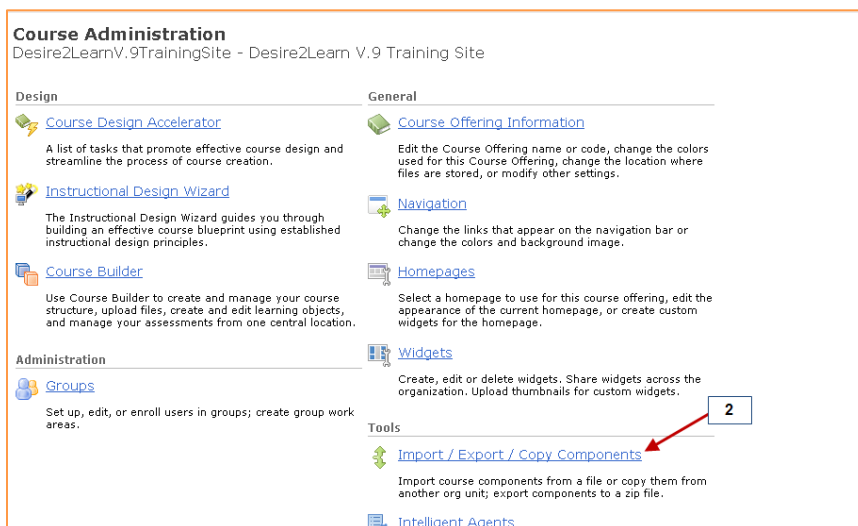 Course Administration
Desire2LearnV.9TrainingSite - Desire2Learn V.9 Training Site
Design
Course Design Accelerator
A list of tasks that promote effective course design and
streamline the process of course creation.
Instructional Design Wizard
The Instructional Design Wizard guides you through
building an effective course blueprint using established
instructional design principles.
Course Builder
Use Course Builder to create and manage your course
structure, upload files, create and edit learning objects,
and manage your assessments from one central location.
Administration
Groups
Set up, edit, or enroll users in groups; create group work
areas.
General
Course Offering Information
Edit the Course Offering name or code, change the colors
used for this Course Offering, change the location where
files are stored, or modify other settings.
Navigation
Change the links that appear on the navigation bar or
change the colors and background image.
Homepages
Select a homepage to use for this course offering, edit the
appearance of the current homepage, or create custom
widgets for the homepage.
Widgets
Create, edit or delete widgets. Share widgets across the
organization. Upload thumbnails for custom widgets.
2
Tools
Import / Export / Copy Components
Import course components from a file or copy them from
another org unit; export components to a zip file.
Intelligent Agents